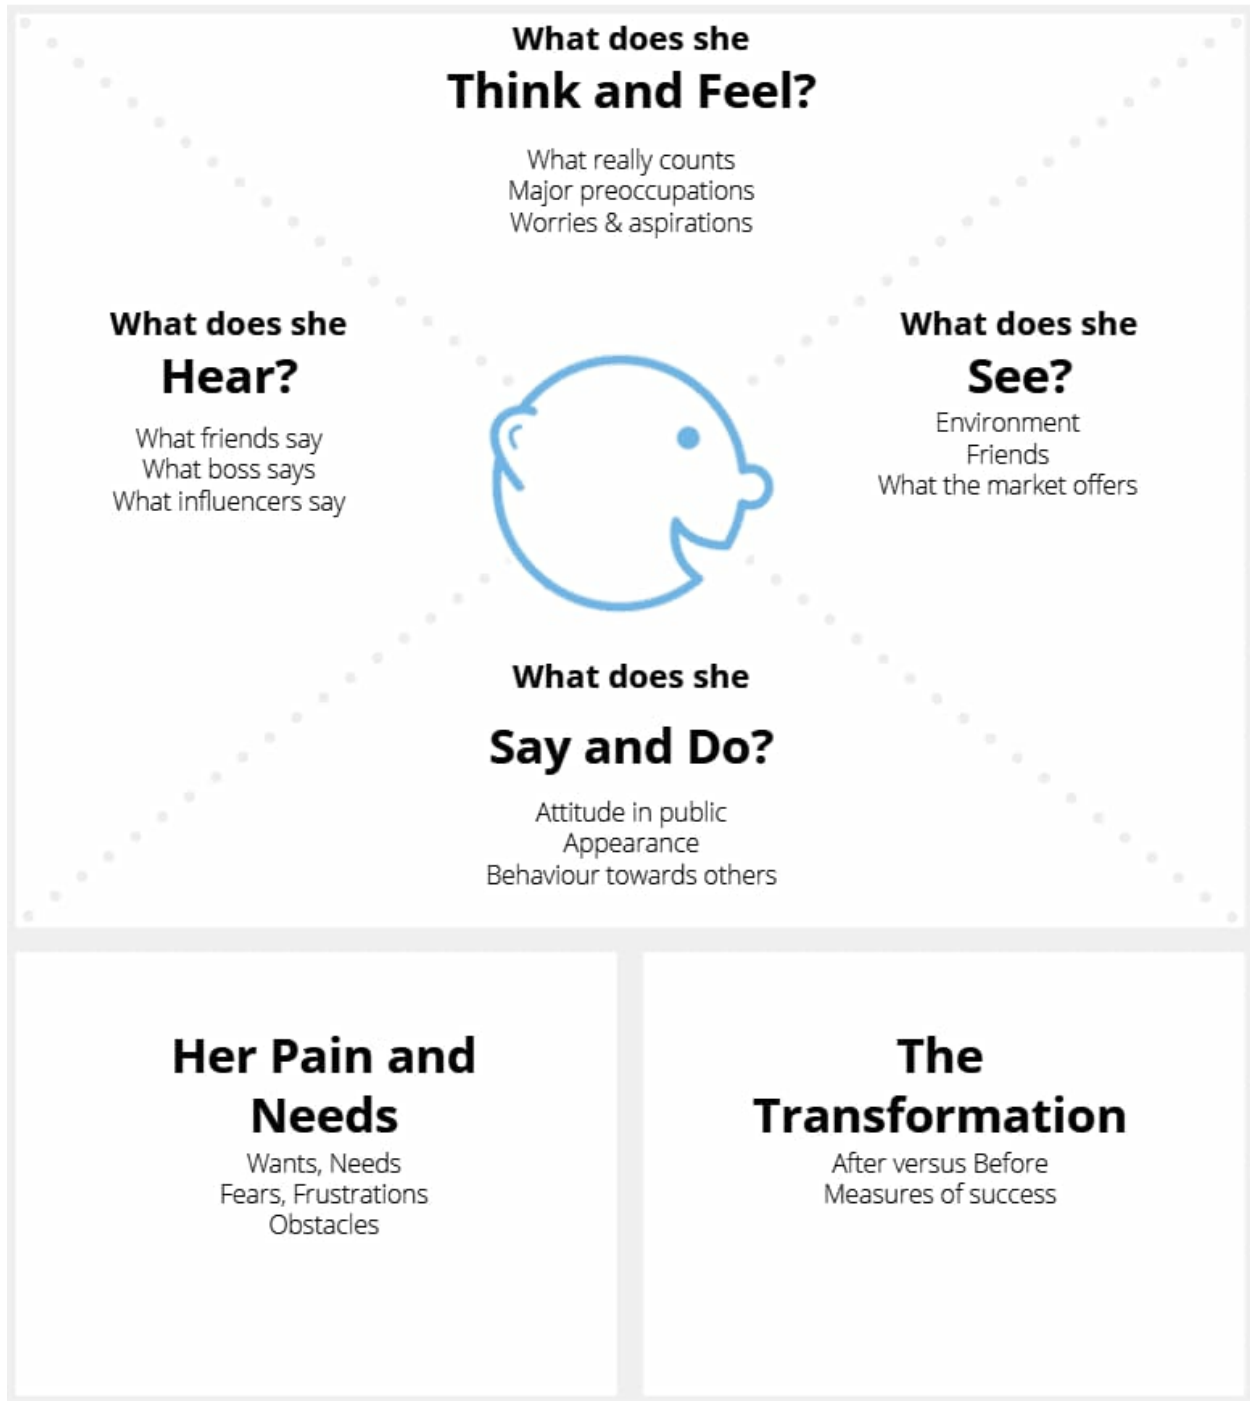 What does she
Think and Feel?
What really counts
Major preoccupations
Worries & aspirations
What does she
Hear?
What friends say
What boss says
What influencers say
What does she
See?
Environment
Friends
What the market offers
What does she
Say and Do?
Attitude in public
Appearance
Behaviour towards others
Her Pain and
Needs
Wants, Needs
Fears, Frustrations
Obstacles
The
Transformation
After versus Before
Measures of success